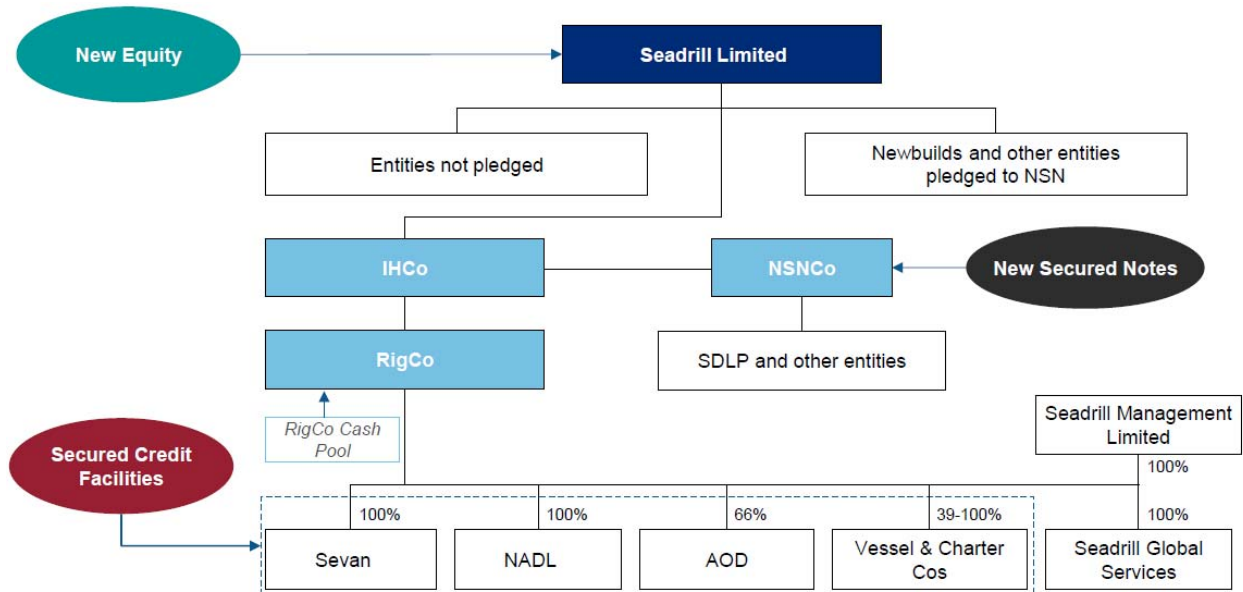 New Equity
Seadrill Limited
Entities not pledged
Newbuilds and other entities
pledged to NSN
IHCo
NSNCo
New Secured Notes
RigCo
SDLP and other entities
RigCo Cash
Pool
Seadrill Management
Limited
Secured Credit
Facilities
100%
100%
100%
66%
39-100%
100%
Sevan
NADL
AOD
Vessel & Charter
Cos
Seadrill Global
Services